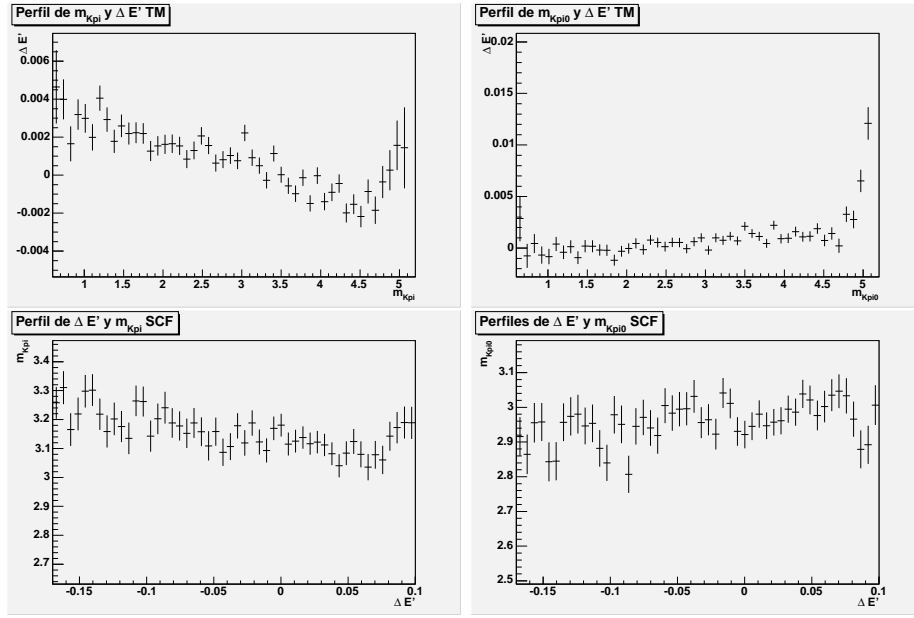 Perfil de m_Kpi y Δ E' TM
Δ E'
0.006
0.004
0.002
0
-0.002
-0.004
1 1.5 2 2.5 3 3.5 4 4.5 5
m_Kpi
Perfil de m_Kpi0 y Δ E' TM
Δ E'
0.02
0.015
0.01
0.005
0
1 1.5 2 2.5 3 3.5 4 4.5 5
m_Kpi0
Perfil de Δ E' y m_Kpi SCF
m_Kpi
3.4
3.3
3.2
3.1
3
2.9
2.8
2.7
-0.15 -0.1 -0.05 0 0.05 0.1
Δ E'
Perfiles de Δ E' y m_Kpi0 SCF
m_Kpi0
3.1
3
2.9
2.8
2.7
2.6
2.5
-0.15 -0.1 -0.05 0 0.05 0.1
Δ E'